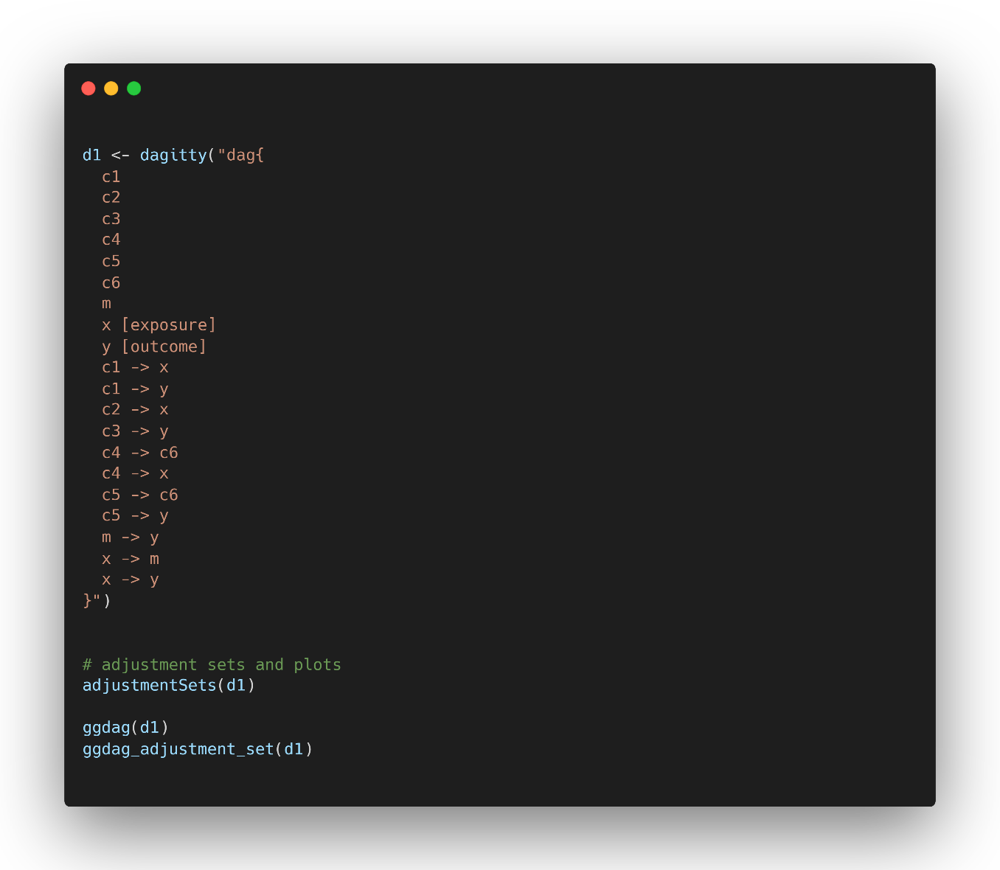 d1 <- dagitty("dag{
  c1
  c2
  c3
  c4
  c5
  c6
  m
  x [exposure]
  y [outcome]
  c1 -> x
  c1 -> y
  c2 -> x
  c3 -> y
  c4 -> c6
  c4 -> x
  c5 -> c6
  c5 -> y
  m -> y
  x -> m
  x -> y
}")
# adjustment sets and plots
adjustmentSets(d1)
ggdag(d1)
ggdag_adjustment_set(d1)